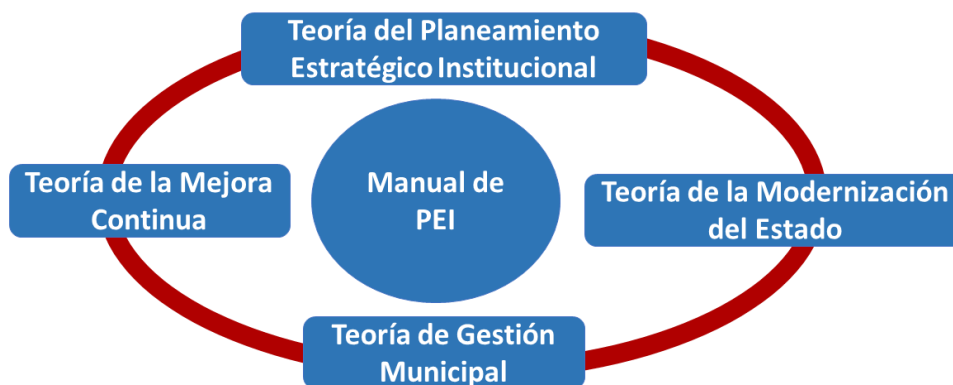 Teoría del Planeamiento
Estratégico Institucional
Teoría de la Mejora
Continua
Manual de
PEI
Teoría de la Modernización
del Estado
Teoría de Gestión
Municipal